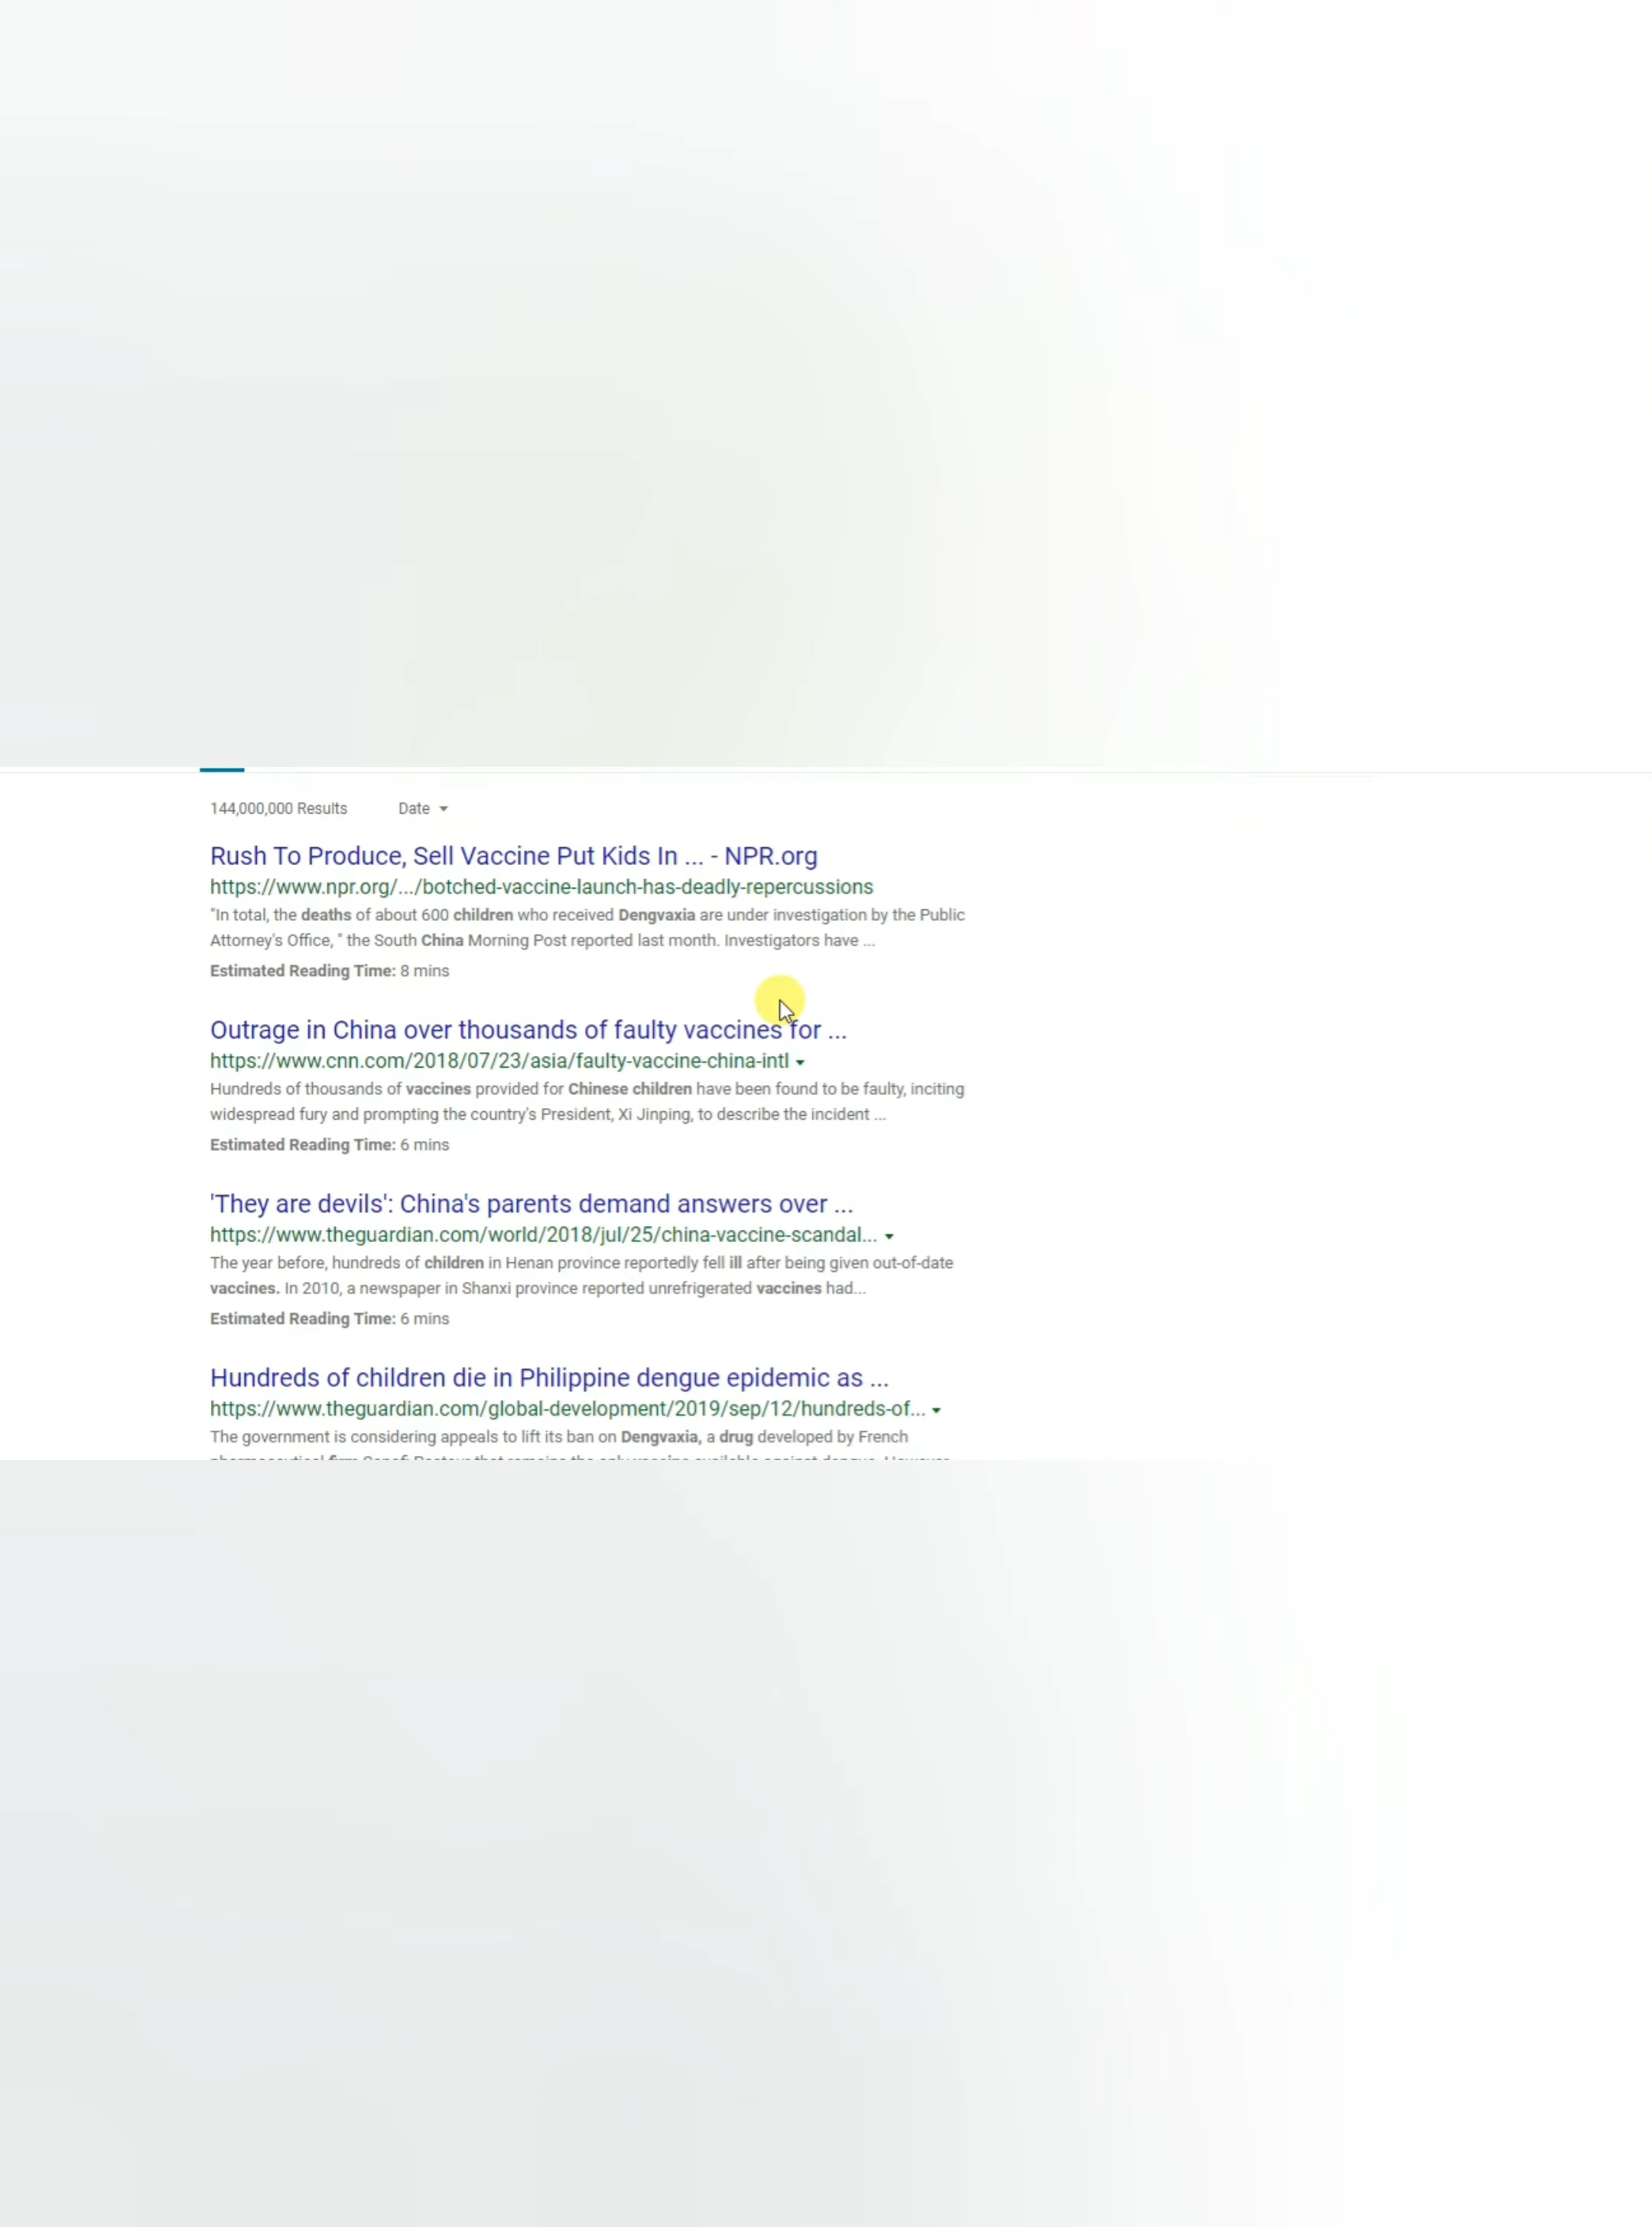 144,000,000 Results Date
Rush To Produce, Sell Vaccine Put Kids In ... - NPR.org
https://www.npr.org/.../botched-vaccine-launch-has-deadly-repercussions
"In total, the deaths of about 600 children who received Dengvaxia are under investigation by the Public
Attorney's Office, " the South China Morning Post reported last month. Investigators have ...
Estimated Reading Time: 8 mins
Outrage in China over thousands of faulty vaccines for ...
https://www.cnn.com/2018/07/23/asia/faulty-vaccine-china-intl
Hundreds of thousands of vaccines provided for Chinese children have been found to be faulty, inciting
widespread fury and prompting the country's President, Xi Jinping, to describe the incident ...
Estimated Reading Time: 6 mins
'They are devils': China's parents demand answers over ...
https://www.theguardian.com/world/2018/jul/25/china-vaccine-scandal...
The year before, hundreds of children in Henan province reportedly fell ill after being given out-of-date
vaccines. In 2010, a newspaper in Shanxi province reported unrefrigerated vaccines had...
Estimated Reading Time: 6 mins
Hundreds of children die in Philippine dengue epidemic as ...
https://www.theguardian.com/global-development/2019/sep/12/hundreds-of...
The government is considering appeals to lift its ban on Dengvaxia, a drug developed by French